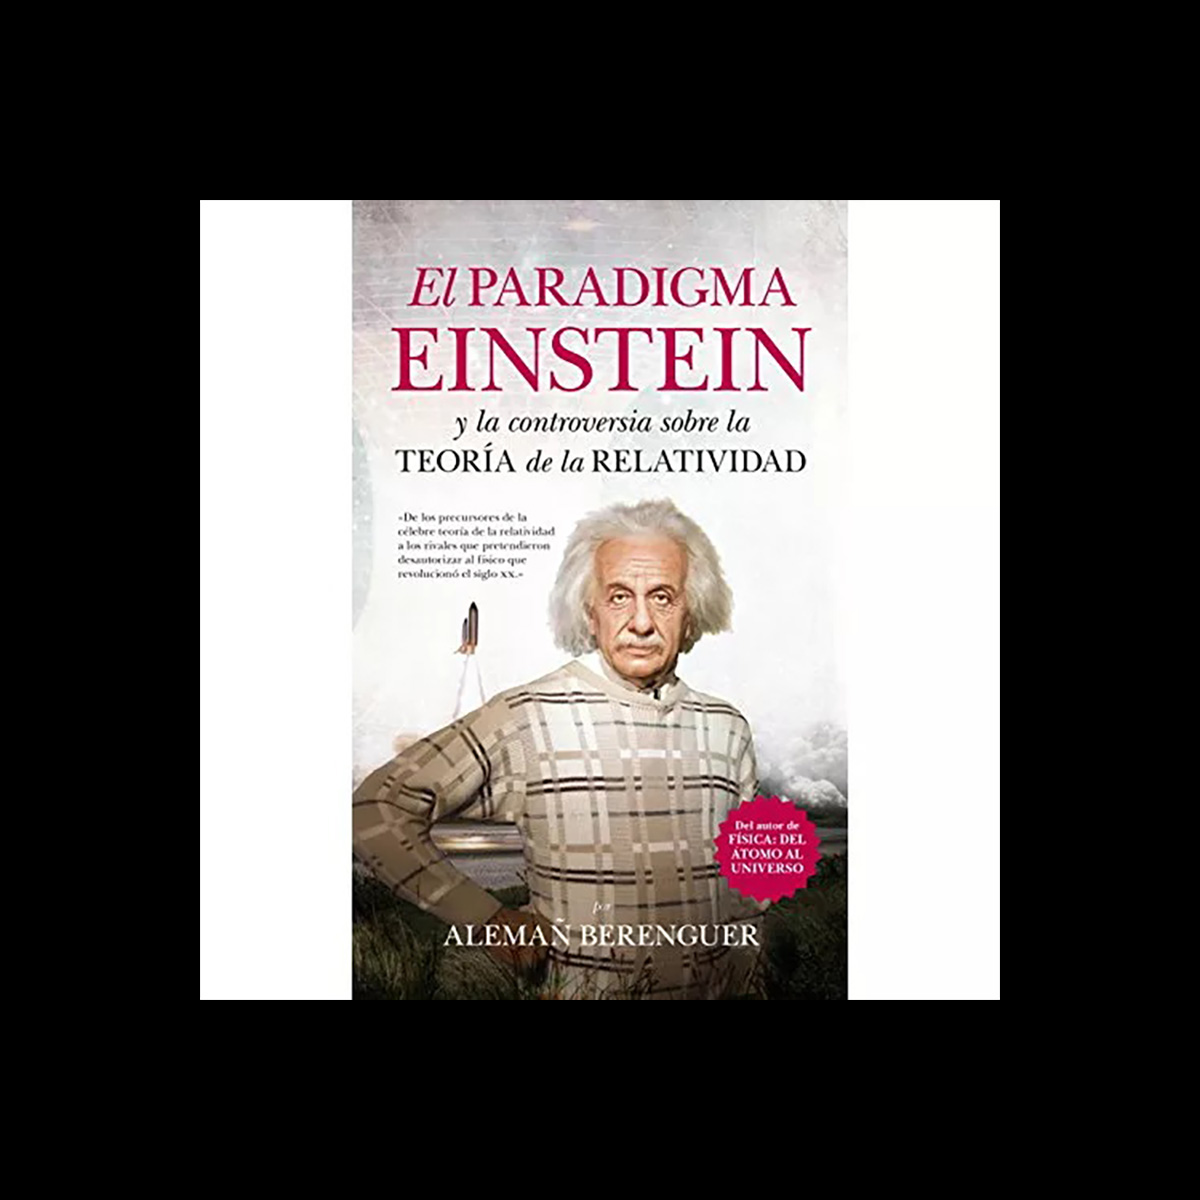 El PARADIGMA
EINSTEIN
y la controversia sobre la
TEORÍA de la RELATIVIDAD
«De los precursores de la
célebre teoría de la relatividad
a los rivales que pretendieron
desautorizar al físico que
revolucionó el siglo XX.»
Del autor de
FÍSICA: DEL
ÁTOMO AL
UNIVERSO
por
ALEMAÑ BERENGUER